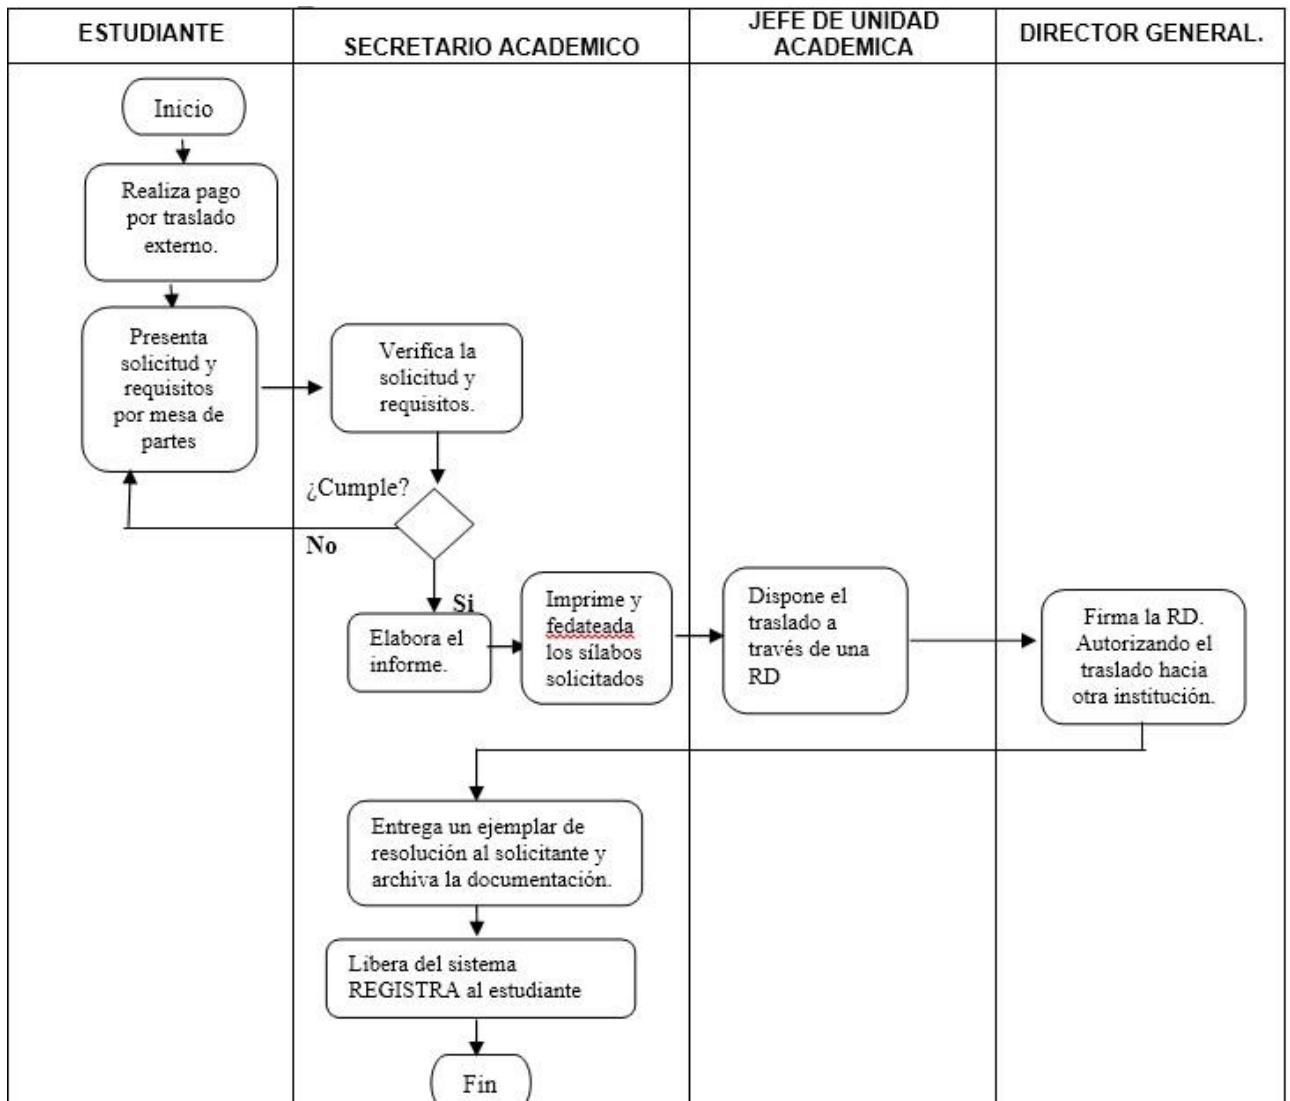 ESTUDIANTE
SECRETARIO ACADEMICO
JEFE DE UNIDAD
ACADEMICA
DIRECTOR GENERAL.
Inicio
Realiza pago
por traslado
externo.
Presenta
solicitud y
requisitos
por mesa de
partes
Verifica la
solicitud y
requisitos.
¿Cumple?
No
Si
Elabora el
informe.
Imprime y
fedateada
los sílabos
solicitados
Dispone el
traslado a
través de una
RD
Firma la RD.
Autorizando el
traslado hacia
otra institución.
Entrega un ejemplar de
resolución al solicitante y
archiva la documentación.
Libera del sistema
REGISTRA al estudiante
Fin